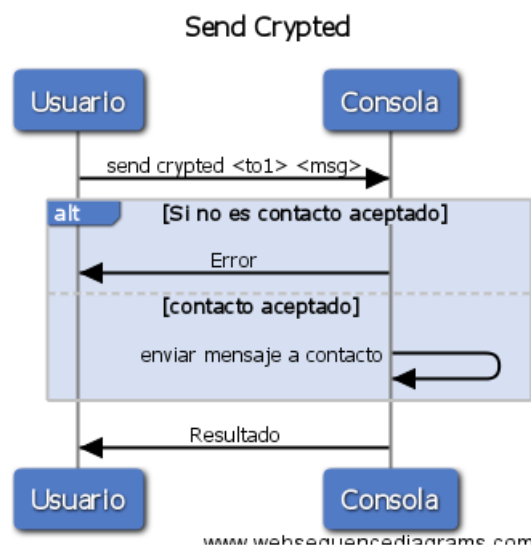 Send Crypted
Usuario
Consola
send crypted <to1> <msg>
alt
[Si no es contacto aceptado]
Error
[contacto aceptado]
enviar mensaje a contacto
Resultado
Usuario
Consola
www.websequencediagrams.com